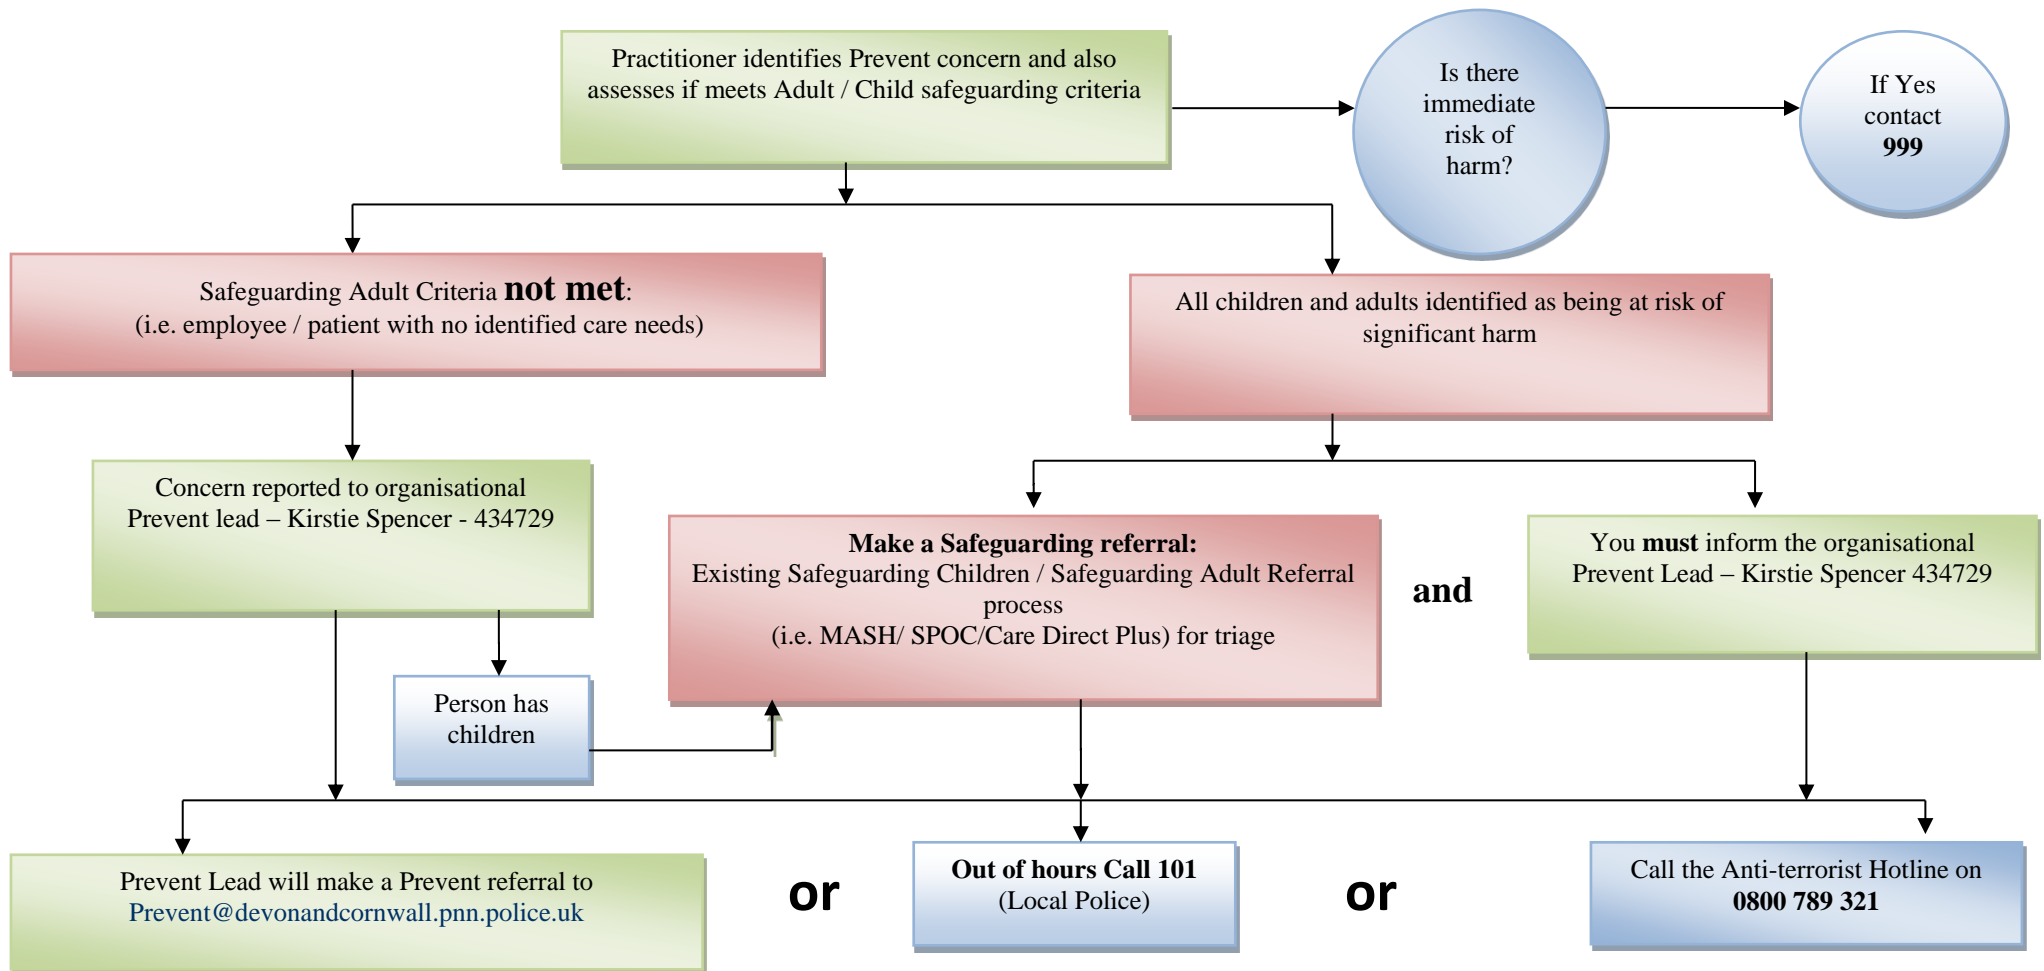 Practitioner identifies Prevent concern and also
assesses if meets Adult / Child safeguarding criteria
Is there
immediate
risk of
harm?
If Yes
contact
999
Safeguarding Adult Criteria not met:
(i.e. employee / patient with no identified care needs)
All children and adults identified as being at risk of
significant harm
Concern reported to organisational
Prevent lead – Kirstie Spencer - 434729
Make a Safeguarding referral:
Existing Safeguarding Children / Safeguarding Adult Referral
process
(i.e. MASH/ SPOC/Care Direct Plus) for triage
and
You must inform the organisational
Prevent Lead – Kirstie Spencer 434729
Person has
children
Prevent Lead will make a Prevent referral to
Prevent@devonandcornwall.pnn.police.uk
or
Out of hours Call 101
(Local Police)
or
Call the Anti-terrorist Hotline on
0800 789 321